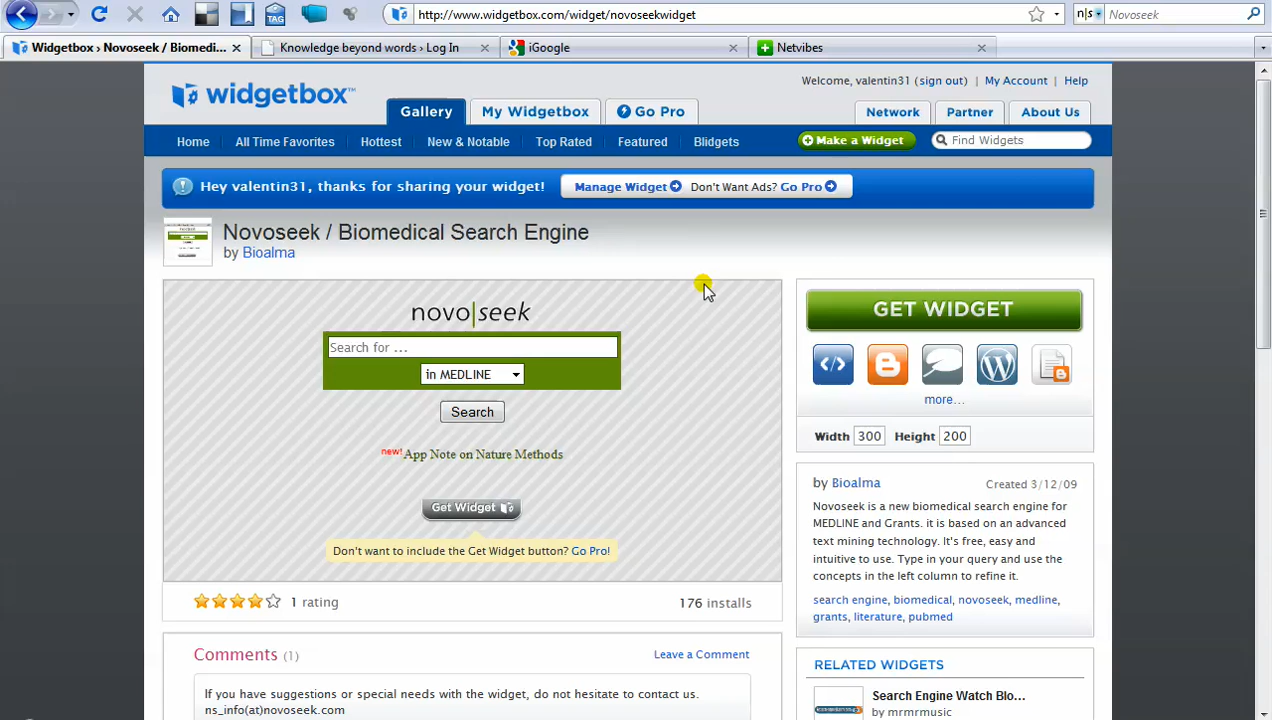 http://www.widgetbox.com/widget/novoseekwidget
n|s Novoseek
Widgetbox › Novoseek / Biomedi...
Knowledge beyond words › Log In
iGoogle
Netvibes
TAG
Welcome, valentin31 (sign out) | My Account | Help
widgetbox™
Gallery
My Widgetbox
Go Pro
Network
Partner
About Us
Home
All Time Favorites
Hottest
New & Notable
Top Rated
Featured
Blidgets
Make a Widget
Find Widgets
Hey valentin31, thanks for sharing your widget!
Manage Widget Don't Want Ads? Go Pro
Novoseek / Biomedical Search Engine
by Bioalma
novo|seek
Search for ...
in MEDLINE
Search
new! App Note on Nature Methods
Get Widget
Don't want to include the Get Widget button? Go Pro!
1 rating
176 installs
Comments (1)
Leave a Comment
If you have suggestions or special needs with the widget, do not hesitate to contact us.
ns_info(at)novoseek.com
GET WIDGET
more...
Width 300 Height 200
by Bioalma
Created 3/12/09
Novoseek is a new biomedical search engine for
MEDLINE and Grants. it is based on an advanced
text mining technology. It's free, easy and
intuitive to use. Type in your query and use the
concepts in the left column to refine it.
search engine, biomedical, novoseek, medline,
grants, literature, pubmed
RELATED WIDGETS
Search Engine Watch Blo...
by mrmrmusic